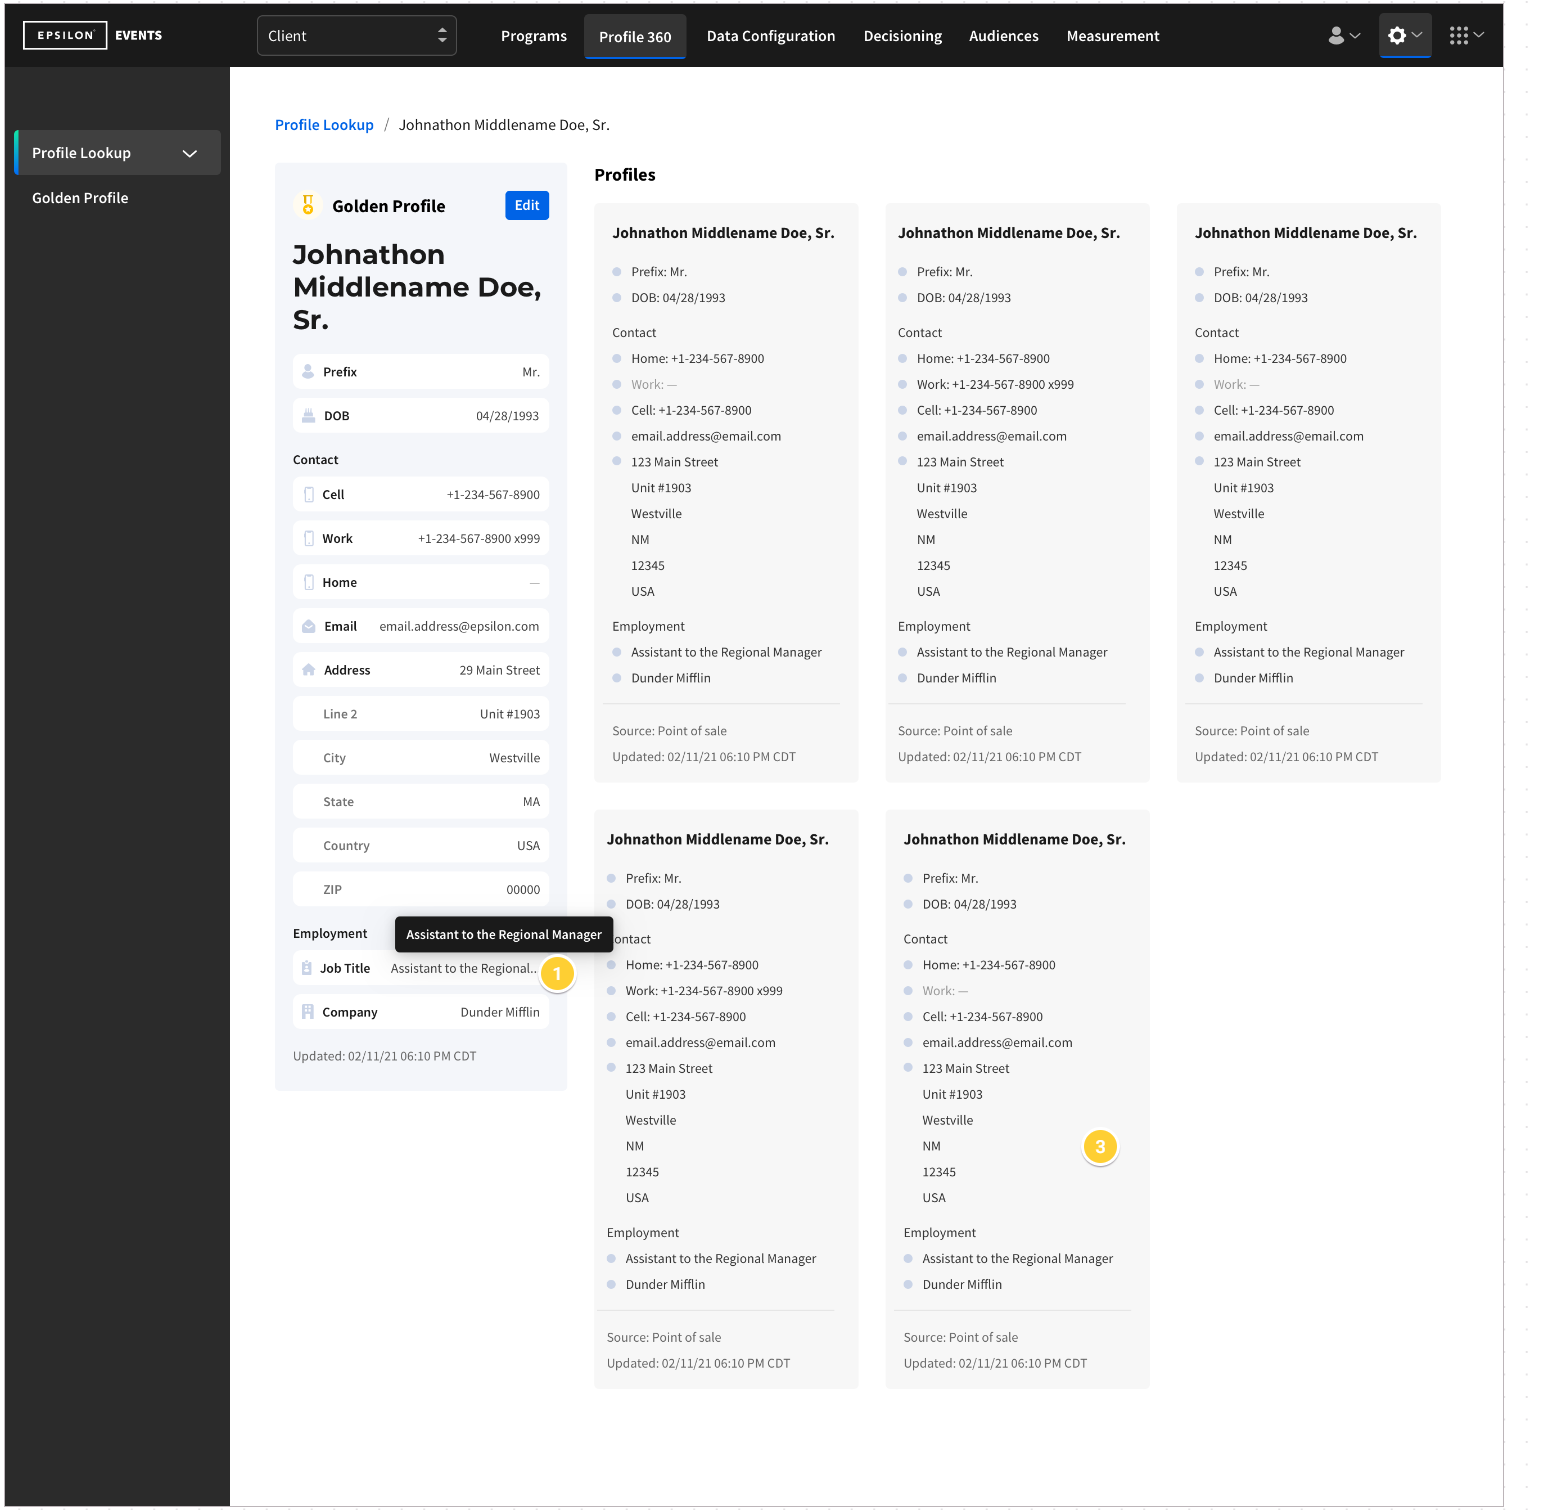 EPSILON EVENTS
Client
Programs
Profile 360
Data Configuration
Decisioning
Audiences
Measurement
Profile Lookup
Golden Profile
Profile Lookup / Johnathon Middlename Doe, Sr.
Golden Profile
Edit
Johnathon
Middlename Doe,
Sr.
Prefix Mr.
DOB 04/28/1993
Contact
Cell +1-234-567-8900
Work +1-234-567-8900 x999
Home —
Email email.address@epsilon.com
Address 29 Main Street
Line 2 Unit #1903
City Westville
State MA
Country USA
ZIP 00000
Employment
Assistant to the Regional Manager
Job Title Assistant to the Regional...
1
Company Dunder Mifflin
Updated: 02/11/21 06:10 PM CDT
Profiles
Johnathon Middlename Doe, Sr.
Prefix: Mr.
DOB: 04/28/1993
Contact
Home: +1-234-567-8900
Work: —
Cell: +1-234-567-8900
email.address@email.com
123 Main Street
Unit #1903
Westville
NM
12345
USA
Employment
Assistant to the Regional Manager
Dunder Mifflin
Source: Point of sale
Updated: 02/11/21 06:10 PM CDT
Johnathon Middlename Doe, Sr.
Prefix: Mr.
DOB: 04/28/1993
Contact
Home: +1-234-567-8900
Work: +1-234-567-8900 x999
Cell: +1-234-567-8900
email.address@email.com
123 Main Street
Unit #1903
Westville
NM
12345
USA
Employment
Assistant to the Regional Manager
Dunder Mifflin
Source: Point of sale
Updated: 02/11/21 06:10 PM CDT
Johnathon Middlename Doe, Sr.
Prefix: Mr.
DOB: 04/28/1993
Contact
Home: +1-234-567-8900
Work: —
Cell: +1-234-567-8900
email.address@email.com
123 Main Street
Unit #1903
Westville
NM
12345
USA
Employment
Assistant to the Regional Manager
Dunder Mifflin
Source: Point of sale
Updated: 02/11/21 06:10 PM CDT
Johnathon Middlename Doe, Sr.
Prefix: Mr.
DOB: 04/28/1993
ontact
Home: +1-234-567-8900
Work: +1-234-567-8900 x999
Cell: +1-234-567-8900
email.address@email.com
123 Main Street
Unit #1903
Westville
NM
12345
USA
Employment
Assistant to the Regional Manager
Dunder Mifflin
Source: Point of sale
Updated: 02/11/21 06:10 PM CDT
Johnathon Middlename Doe, Sr.
Prefix: Mr.
DOB: 04/28/1993
Contact
Home: +1-234-567-8900
Work: —
Cell: +1-234-567-8900
email.address@email.com
123 Main Street
Unit #1903
Westville
NM
3
12345
USA
Employment
Assistant to the Regional Manager
Dunder Mifflin
Source: Point of sale
Updated: 02/11/21 06:10 PM CDT